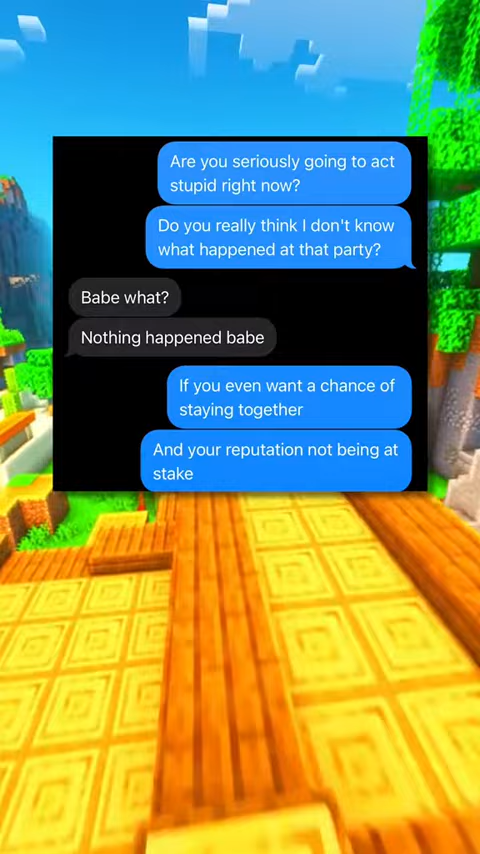 Are you seriously going to act
stupid right now?
Do you really think I don't know
what happened at that party?
Babe what?
Nothing happened babe
If you even want a chance of
staying together
And your reputation not being at
stake